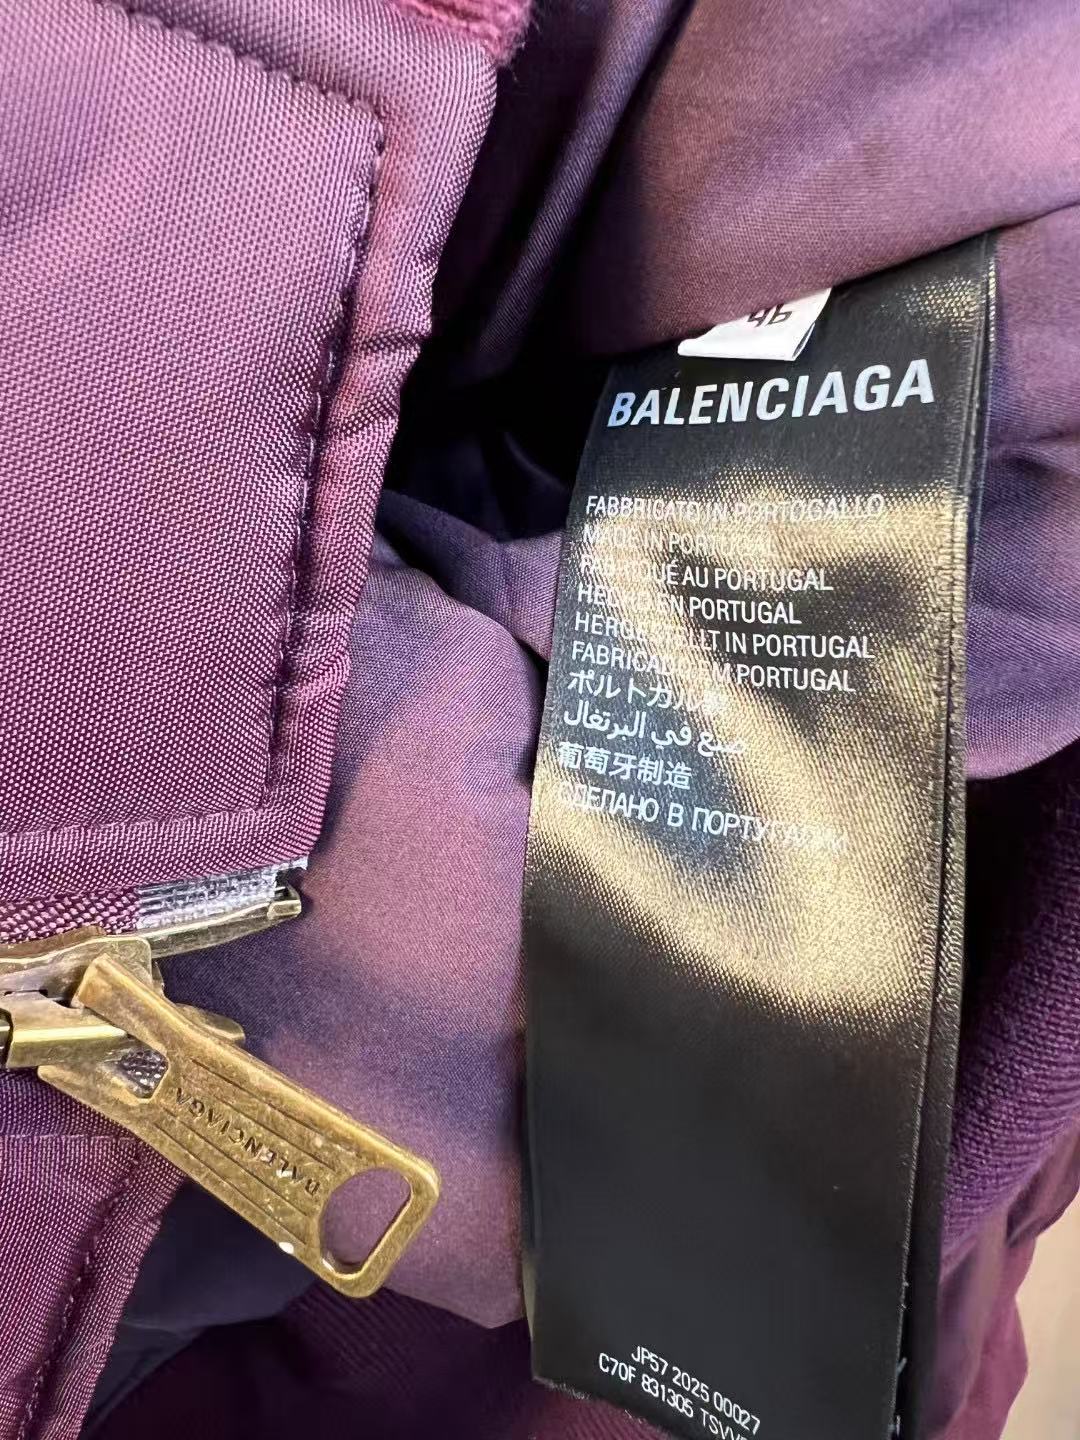 46
BALENCIAGA
FABBRICATO IN PORTOGALLO
MADE IN PORTUGAL
FABRIQUÉ AU PORTUGAL
HECHO EN PORTUGAL
HERGESTELLT IN PORTUGAL
FABRICADO EM PORTUGAL
ポルトガル製
صنع في البرتغال
葡萄牙制造
СДЕЛАНО В ПОРТУГАЛИИ
BALENCIAGA
JP57 2025 00027
C70F 831305